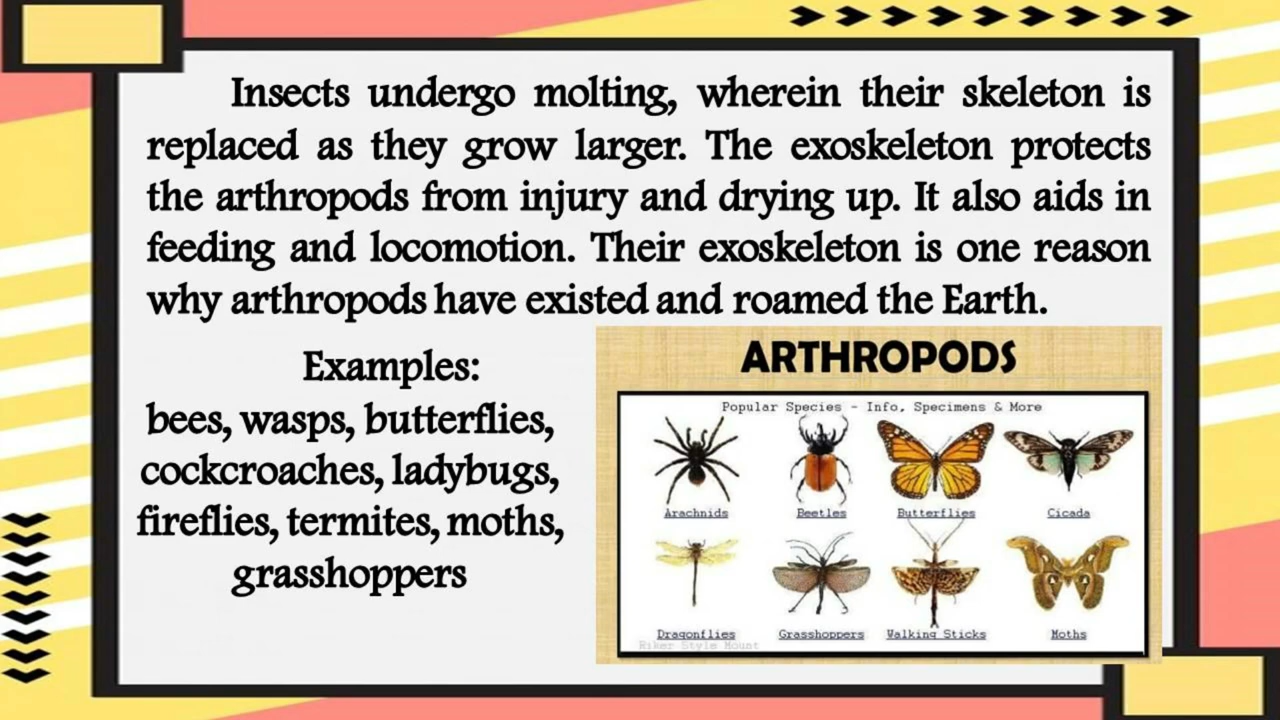 Insects undergo molting, wherein their skeleton is
replaced as they grow larger. The exoskeleton protects
the arthropods from injury and drying up. It also aids in
feeding and locomotion. Their exoskeleton is one reason
why arthropods have existed and roamed the Earth.
Examples:
bees, wasps, butterflies,
cockcroaches, ladybugs,
fireflies, termites, moths,
grasshoppers
ARTHROPODS
Popular Species - Info, Specimens & More
Arachnids Beetles Butterflies Cicada
Dragonflies Grasshoppers Walking Sticks Moths
Riker Style Mount